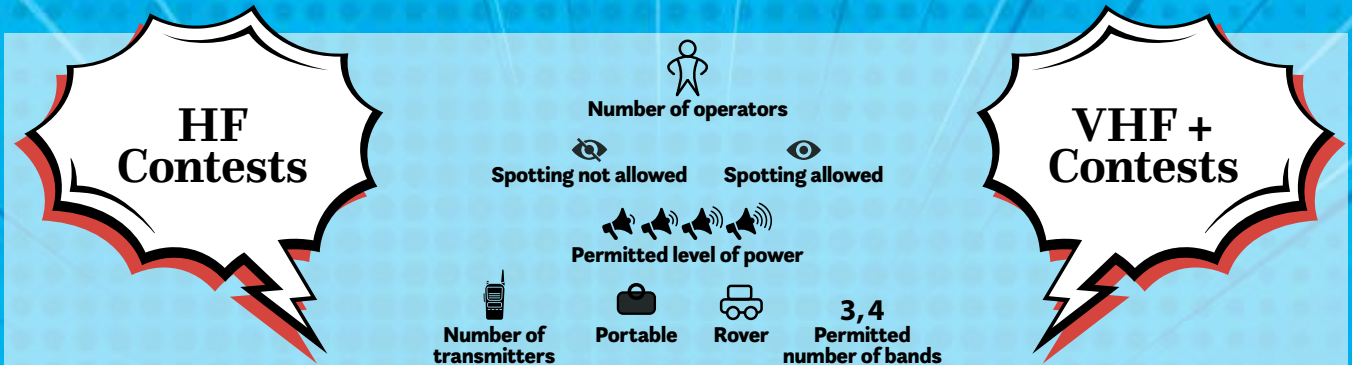 HF
Contests
Number of operators
Spotting not allowed
Spotting allowed
Permitted level of power
Number of
transmitters
Portable
Rover
3, 4
Permitted
number of bands
VHF +
Contests